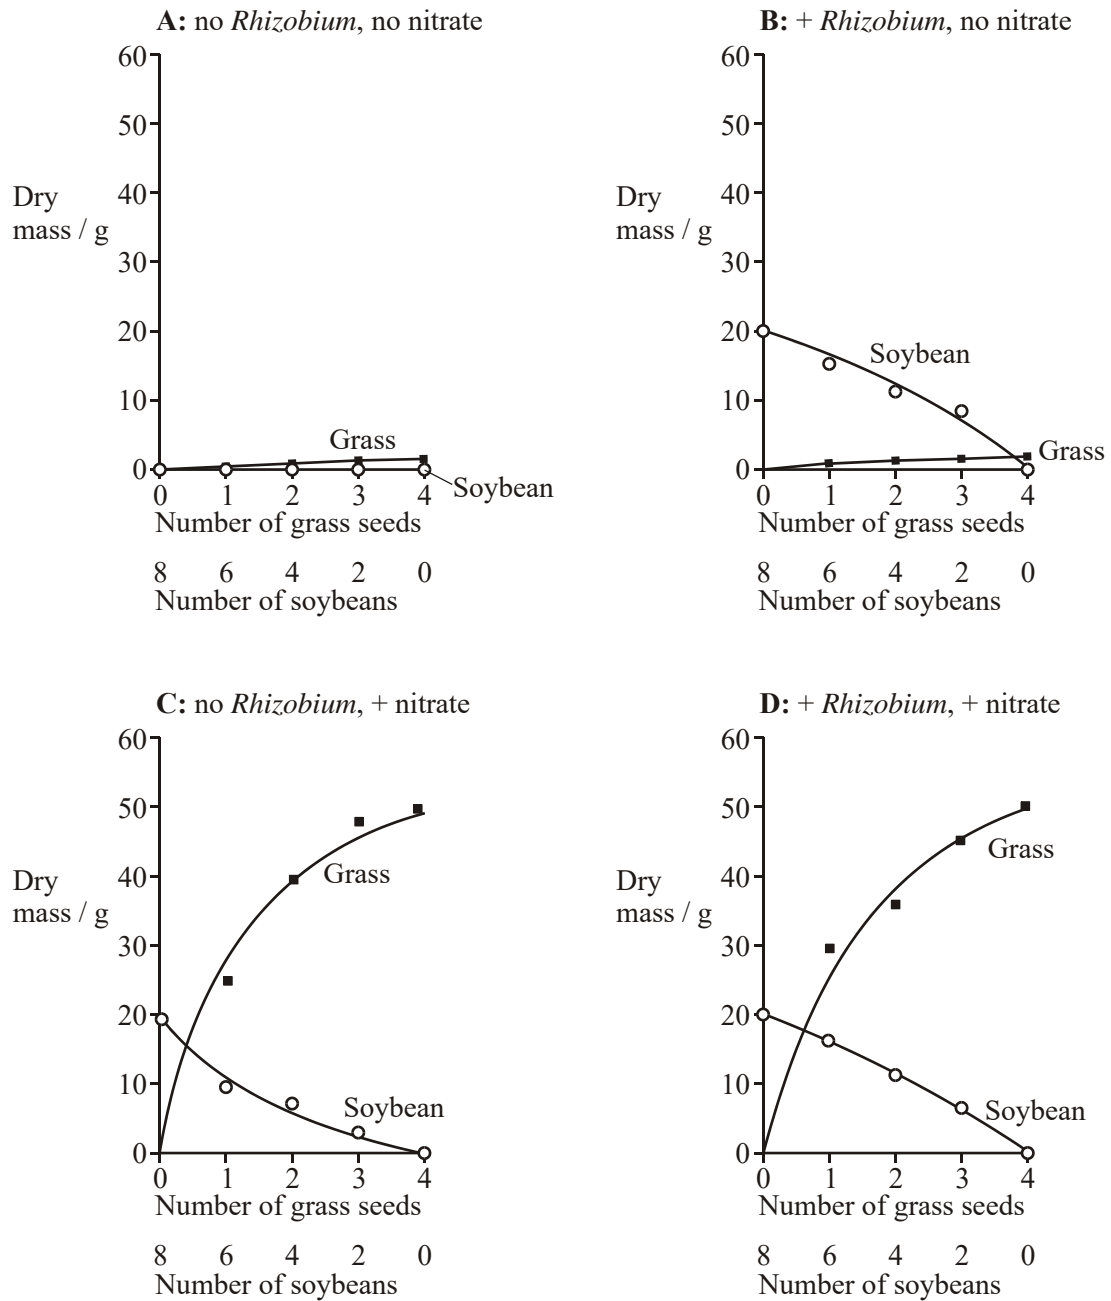 A: no Rhizobium, no nitrate
60
50
Dry
mass / g
40
30
20
10
0
Grass
Soybean
0 1 2 3 4
Number of grass seeds
8 6 4 2 0
Number of soybeans
B: + Rhizobium, no nitrate
60
50
Dry
mass / g
40
30
20
10
0
Soybean
Grass
0 1 2 3 4
Number of grass seeds
8 6 4 2 0
Number of soybeans
C: no Rhizobium, + nitrate
60
50
Dry
mass / g
40
30
20
10
0
Grass
Soybean
0 1 2 3 4
Number of grass seeds
8 6 4 2 0
Number of soybeans
D: + Rhizobium, + nitrate
60
50
Dry
mass / g
40
30
20
10
0
Grass
Soybean
0 1 2 3 4
Number of grass seeds
8 6 4 2 0
Number of soybeans